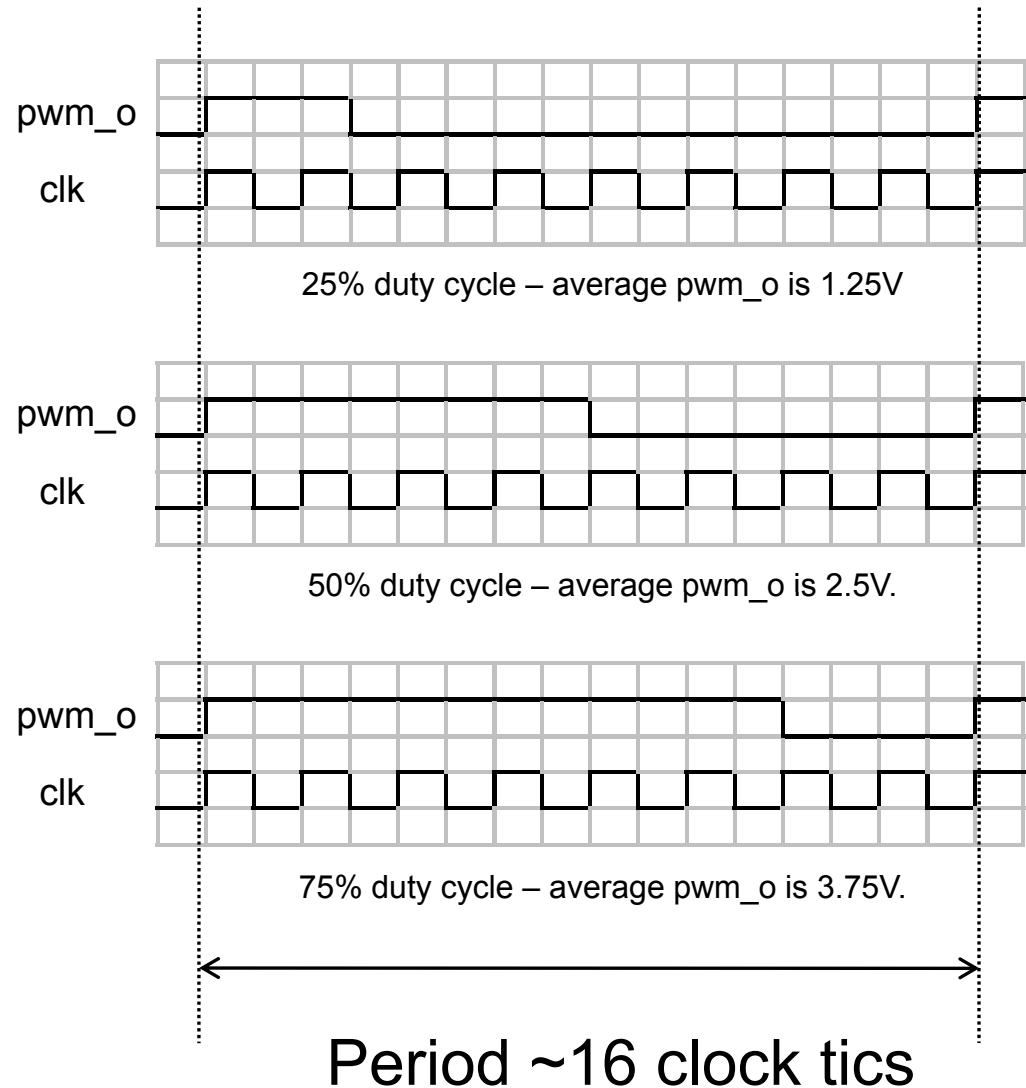 pwm_o
clk
25% duty cycle – average pwm_o is 1.25V
pwm_o
clk
50% duty cycle – average pwm_o is 2.5V.
pwm_o
clk
75% duty cycle – average pwm_o is 3.75V.
Period ~16 clock tics